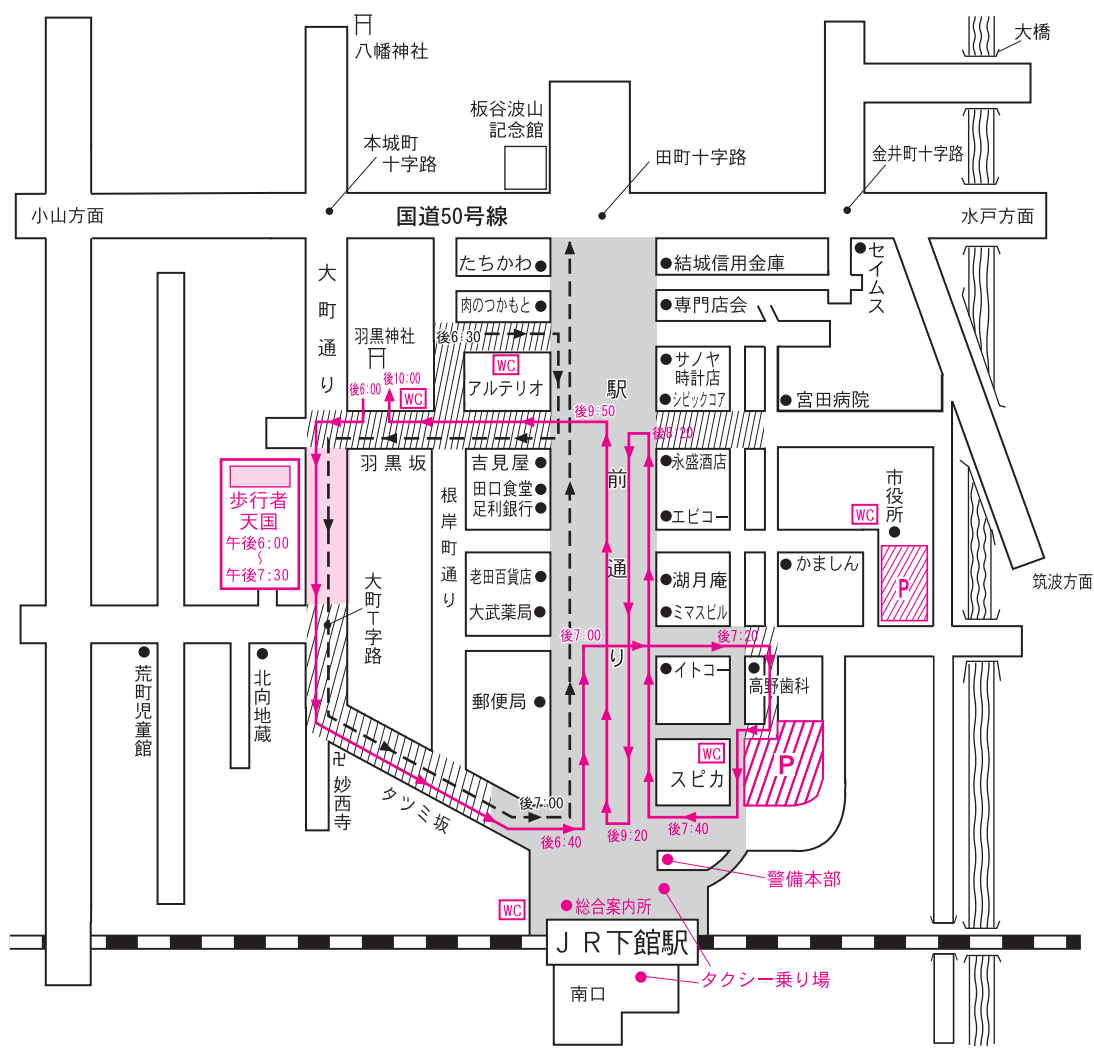 大橋
八幡神社
板谷波山
記念館
本城町
十字路
田町十字路
金井町十字路
小山方面
国道50号線
水戸方面
大町通り
たちかわ
結城信用金庫
セイムス
肉のつかもと
専門店会
後6:30
羽黒神社
WC
アルテリオ
サノヤ
時計店
シビックコア
宮田病院
後6:00
後10:00
WC
駅前通り
後9:50
後8:20
羽黒坂
吉見屋
田口食堂
足利銀行
永盛酒店
エビコー
市役所
WC
歩行者
天国
午後6:00
〜
午後7:30
根岸町通り
老田百貨店
大武薬局
湖月庵
ミマスビル
かましん
P
筑波方面
大町T字路
後7:00
後7:20
荒町児童館
北向地蔵
郵便局
イトコー
高野歯科
卍妙西寺
タツミ坂
WC
スピカ
P
後7:00
後6:40
後9:20
後7:40
警備本部
WC
総合案内所
JR下館駅
タクシー乗り場
南口